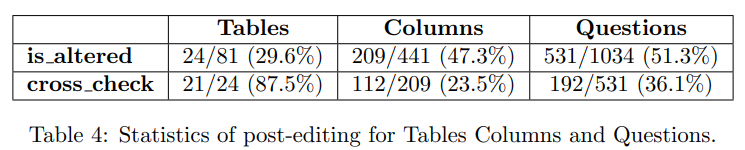 Tables Columns Questions
is_altered 24/81 (29.6%) 209/441 (47.3%) 531/1034 (51.3%)
cross_check 21/24 (87.5%) 112/209 (23.5%) 192/531 (36.1%)
Table 4: Statistics of post-editing for Tables Columns and Questions.